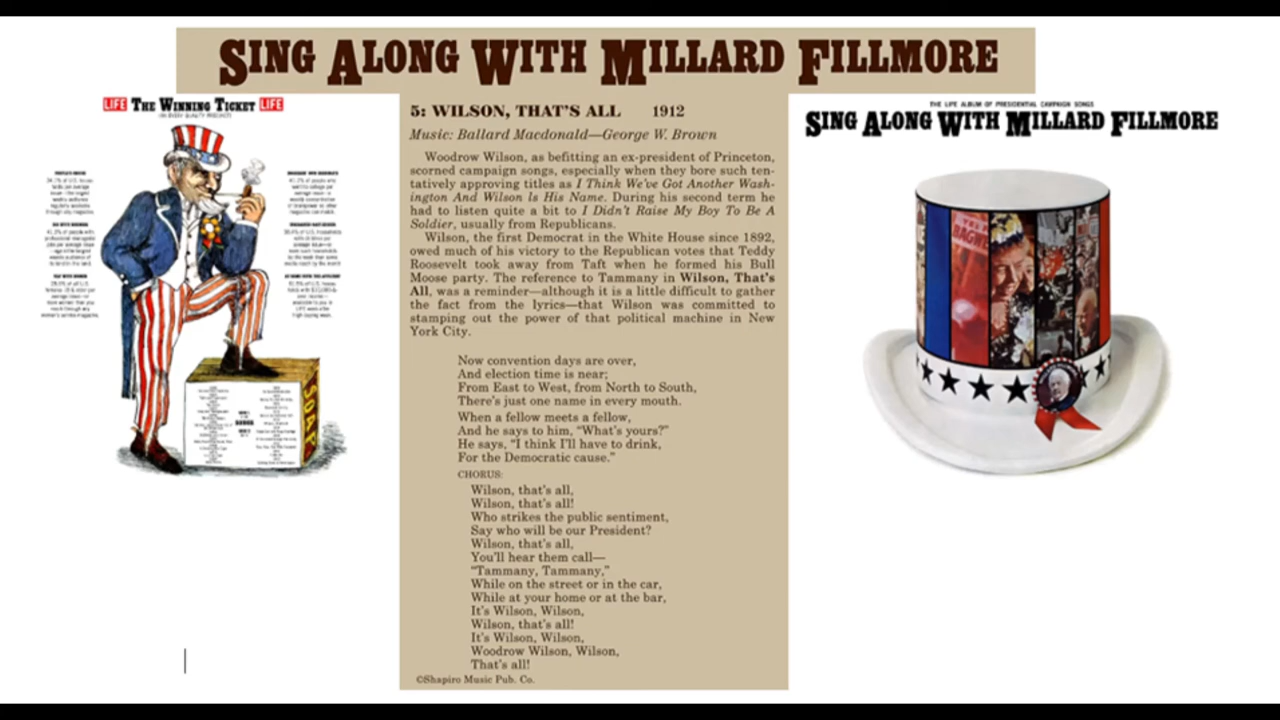 SING ALONG WITH MILLARD FILLMORE
LIFE THE WINNING TICKET LIFE
5: WILSON, THAT'S ALL 1912
Music: Ballard Macdonald—George W. Brown
Woodrow Wilson, as befitting an ex-president of Princeton,
scorned campaign songs, especially when they bore such ten-
tatively approving titles as I Think We've Got Another Wash-
ington And Wilson Is His Name. During his second term he
had to listen quite a bit to I Didn't Raise My Boy To Be A
Soldier, usually from Republicans.
Wilson, the first Democrat in the White House since 1892,
owed much of his victory to the Republican votes that Teddy
Roosevelt took away from Taft when he formed his Bull
Moose party. The reference to Tammany in Wilson, That's
All, was a reminder—although it is a little difficult to gather
the fact from the lyrics—that Wilson was committed to
stamping out the power of that political machine in New
York City.
Now convention days are over,
And election time is near;
From East to West, from North to South,
There's just one name in every mouth.
When a fellow meets a fellow,
And he says to him, "What's yours?"
He says, "I think I'll have to drink,
For the Democratic cause."
CHORUS:
Wilson, that's all,
Wilson, that's all!
Who strikes the public sentiment,
Say who will be our President?
Wilson, that's all,
You'll hear them call—
"Tammany, Tammany,"
While on the street or in the car,
While at your home or at the bar,
It's Wilson, Wilson,
Wilson, that's all!
It's Wilson, Wilson,
Woodrow Wilson, Wilson,
That's all!
©Shapiro Music Pub. Co.
THE LIFE ALBUM OF PRESIDENTIAL CAMPAIGN SONGS
SING ALONG WITH MILLARD FILLMORE
SOAP